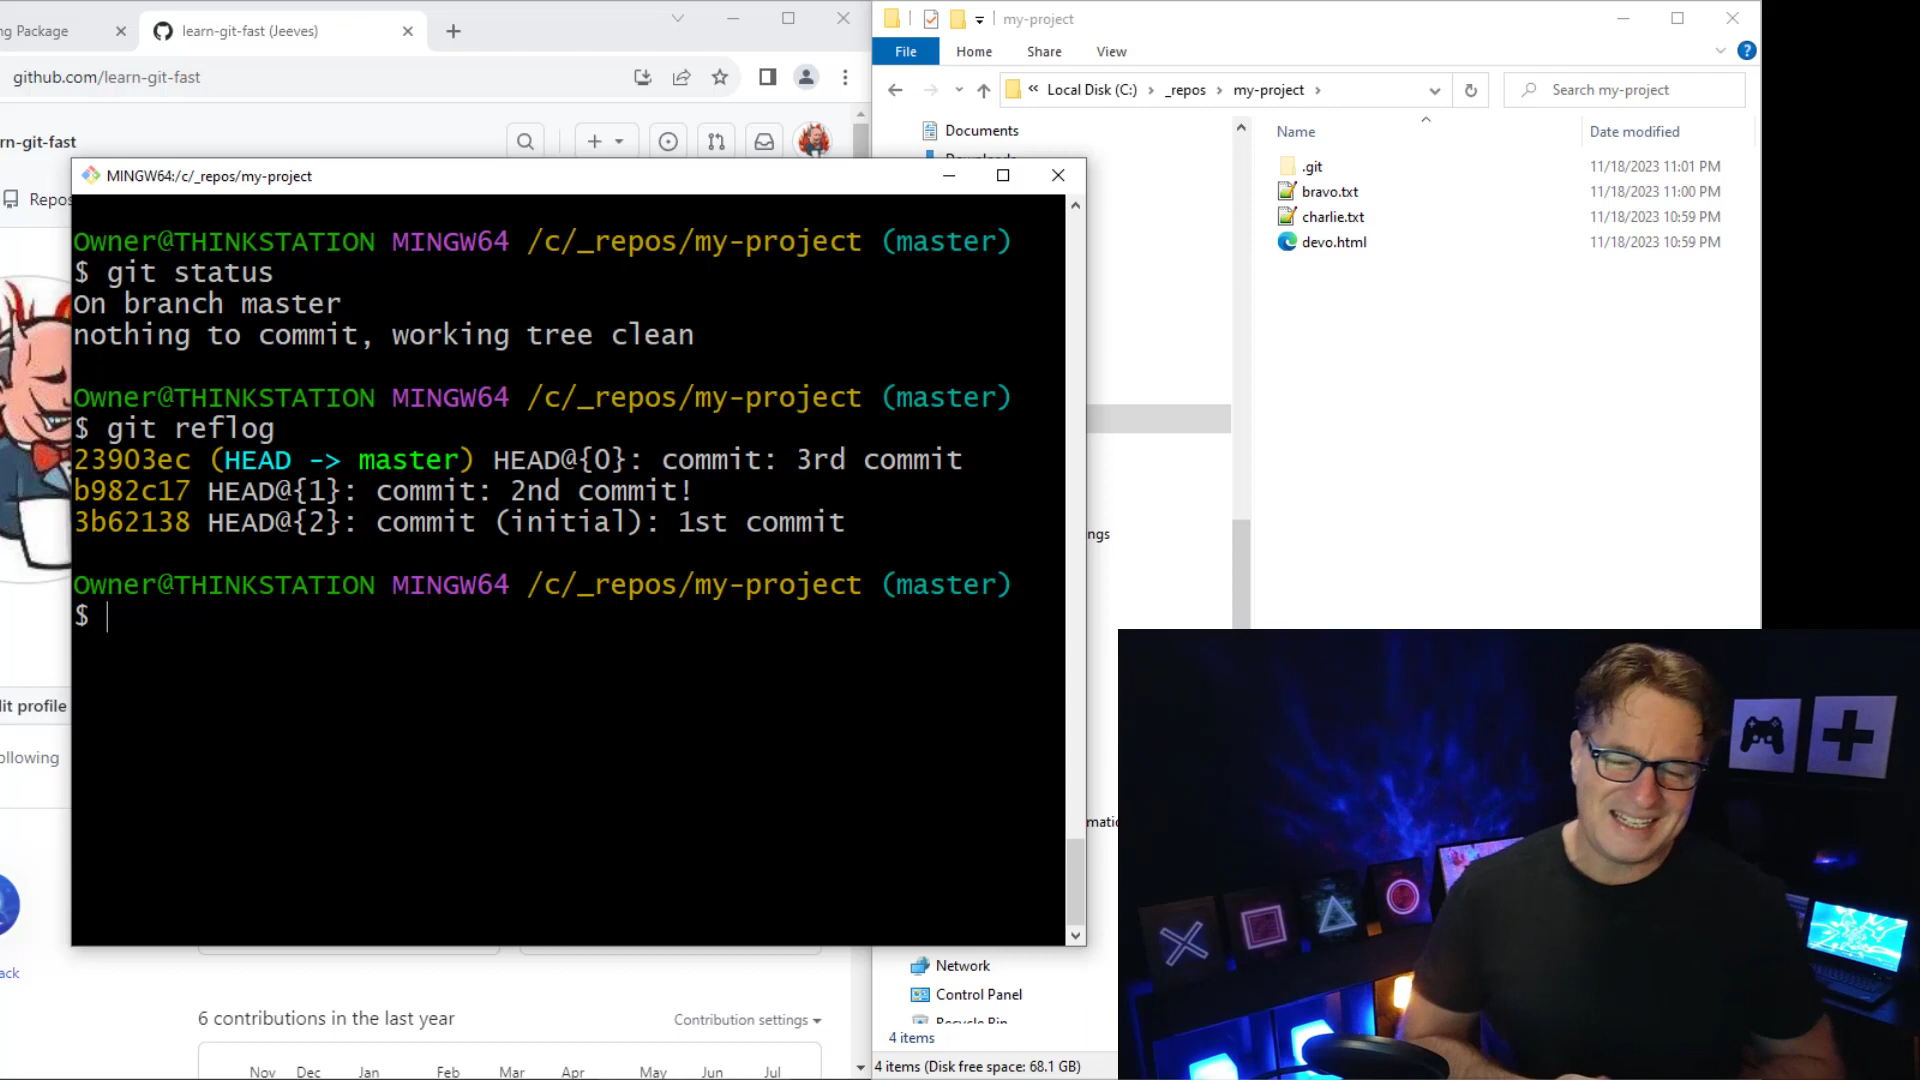 ng Package
learn-git-fast (Jeeves)
github.com/learn-git-fast
rn-git-fast
Repos
MINGW64:/c/_repos/my-project
Owner@THINKSTATION MINGW64 /c/_repos/my-project (master)
$ git status
On branch master
nothing to commit, working tree clean
Owner@THINKSTATION MINGW64 /c/_repos/my-project (master)
$ git reflog
23903ec (HEAD -> master) HEAD@{0}: commit: 3rd commit
b982c17 HEAD@{1}: commit: 2nd commit!
3b62138 HEAD@{2}: commit (initial): 1st commit
Owner@THINKSTATION MINGW64 /c/_repos/my-project (master)
$
lit profile
ollowing
ack
6 contributions in the last year
Contribution settings
Nov Dec Jan Feb Mar Apr May Jun Jul
my-project
File Home Share View
« Local Disk (C:) › _repos › my-project ›
Search my-project
Documents
Name Date modified
.git 11/18/2023 11:01 PM
bravo.txt 11/18/2023 11:00 PM
charlie.txt 11/18/2023 10:59 PM
devo.html 11/18/2023 10:59 PM
ngs
matic
Network
Control Panel
Recycle Bin
4 items
4 items (Disk free space: 68.1 GB)